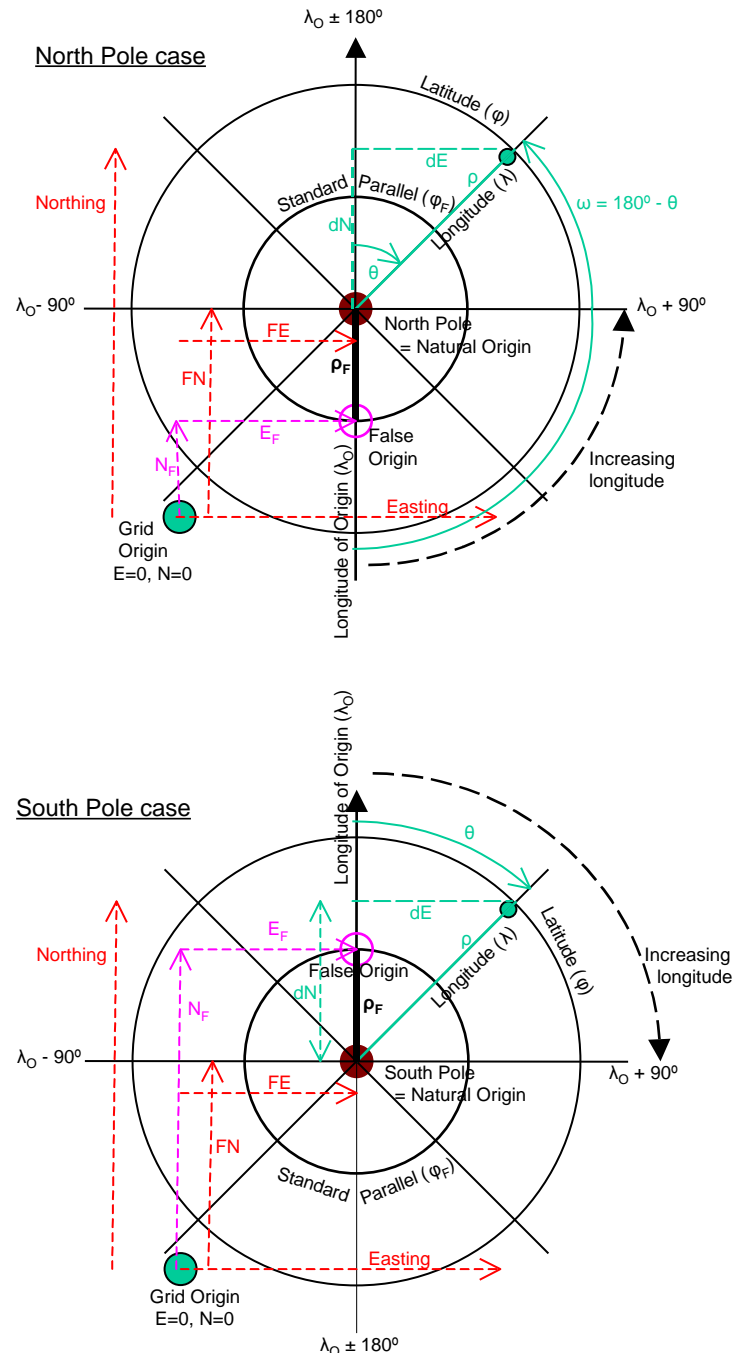 λO ± 180º
North Pole case
Latitude (φ)
dE
ρ
Standard Parallel (φF)
Longitude (λ)
Northing
dN
ω = 180º - θ
θ
λO- 90º
λO + 90º
FE
North Pole
= Natural Origin
FN
ρF
EF
False
Origin
NF
Increasing
longitude
Easting
Grid
Origin
E=0, N=0
Longitude of Origin (λO)
Longitude of Origin (λO)
South Pole case
θ
dE
ρ
Latitude (φ)
EF
Northing
False Origin
Longitude (λ)
Increasing
longitude
dN
NF
ρF
λO - 90º
λO + 90º
FE
South Pole
= Natural Origin
FN
Standard Parallel (φF)
Easting
Grid Origin
E=0, N=0
λO ± 180º